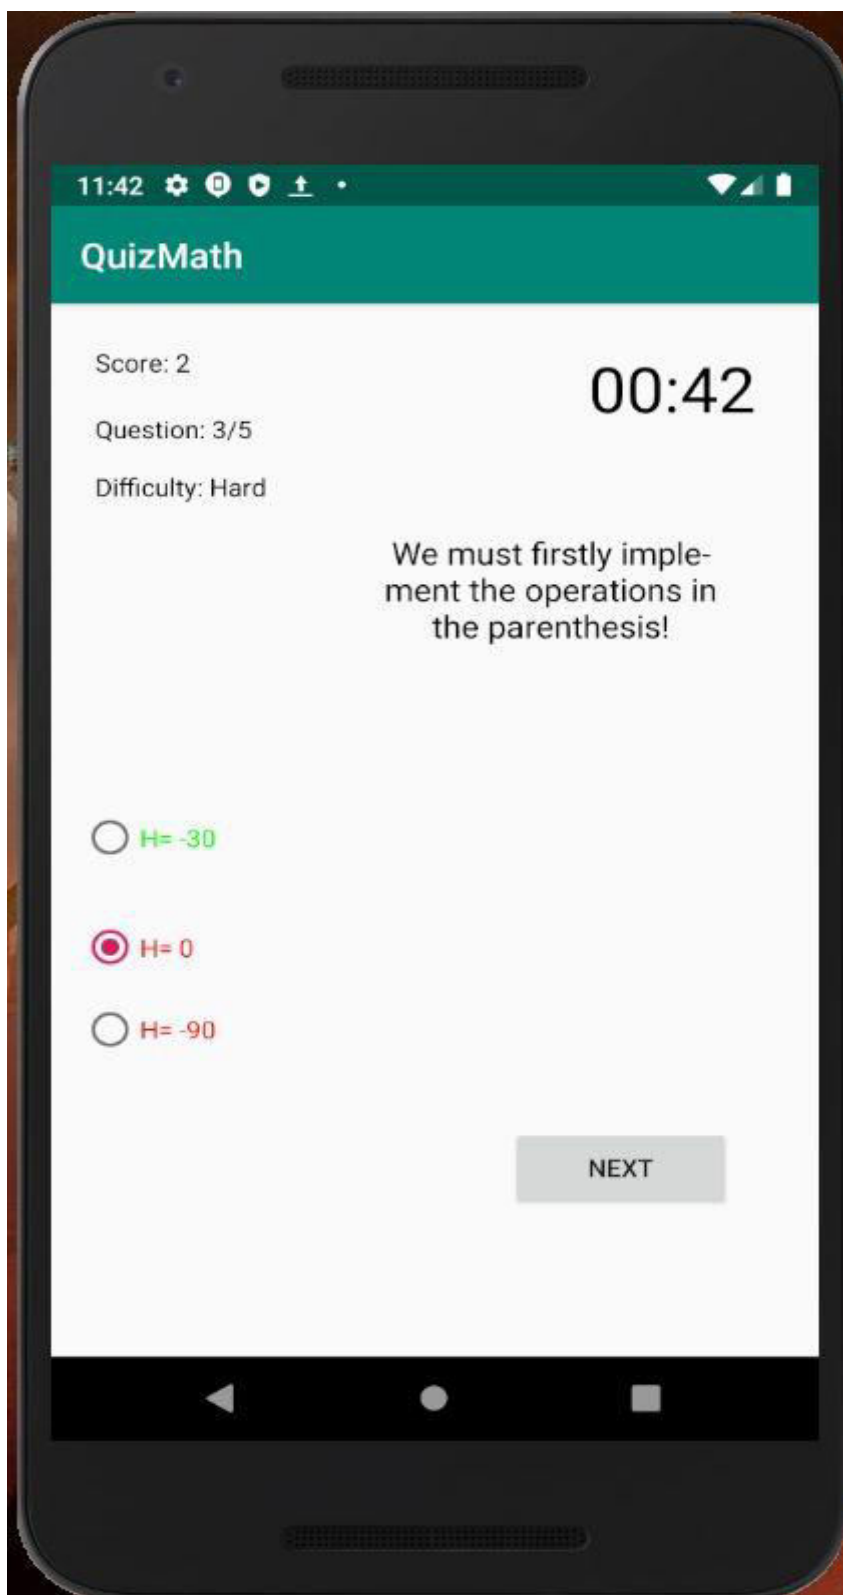 11:42
QuizMath
Score: 2
00:42
Question: 3/5
Difficulty: Hard
We must firstly imple-
ment the operations in
the parenthesis!
H= -30
H= 0
H= -90
NEXT